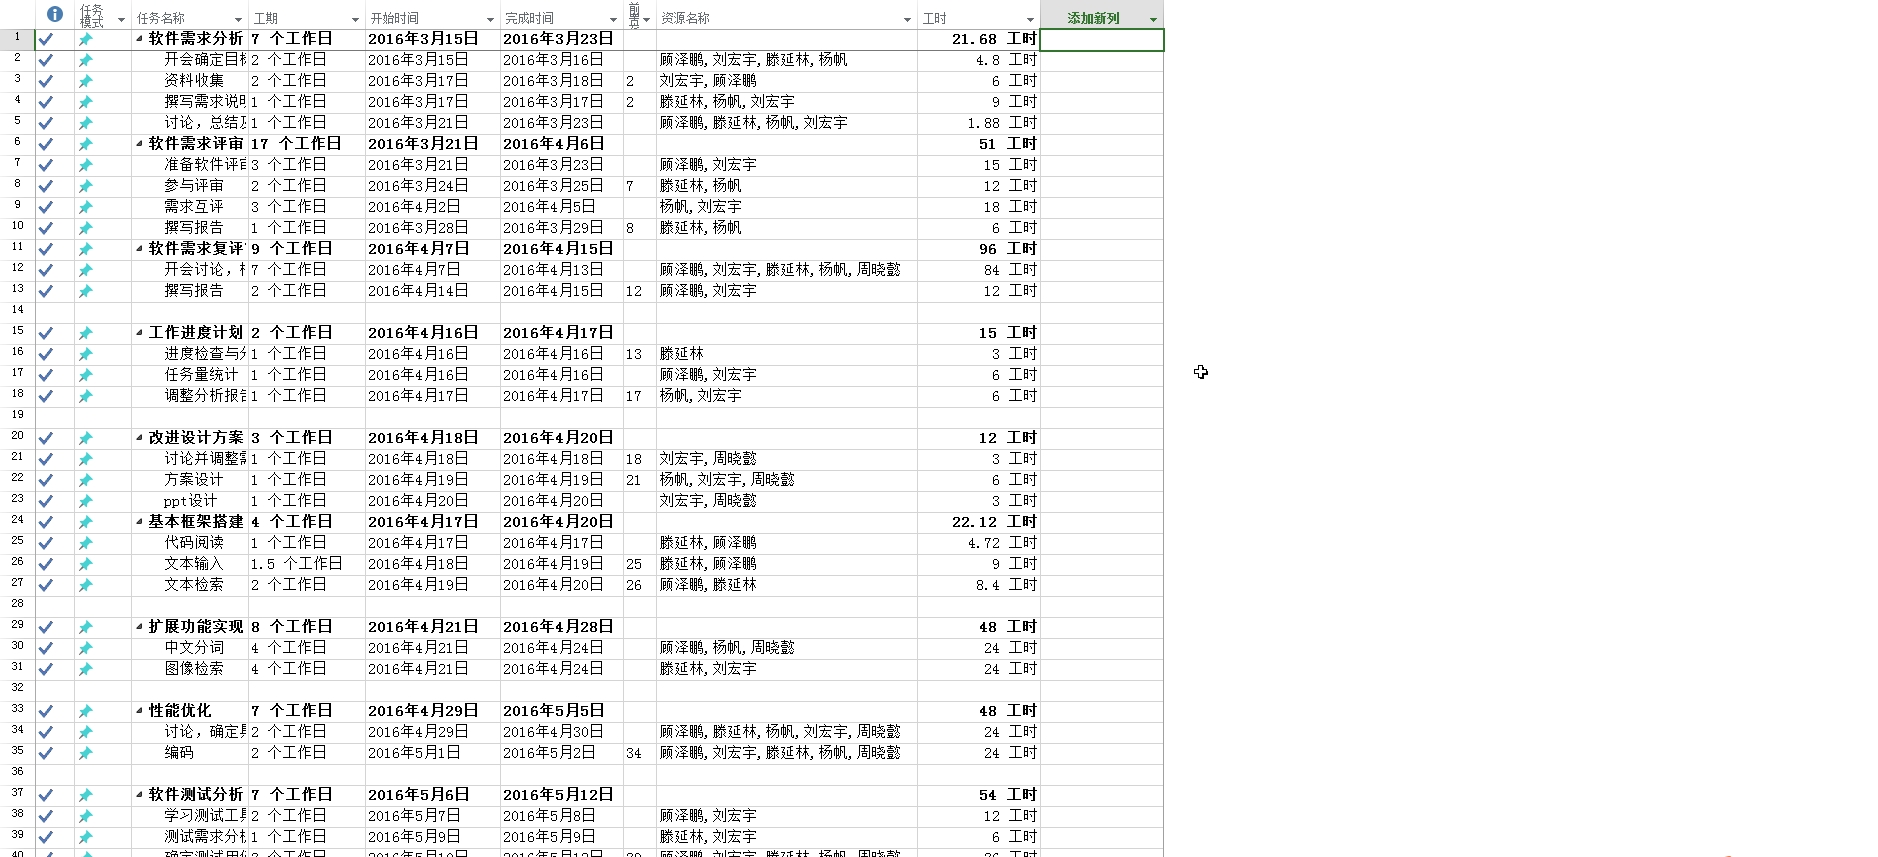 任务模式 任务名称 工期 开始时间 完成时间 资源名称 工时 添加新列
1 软件需求分析 7 个工作日 2016年3月15日 2016年3月23日 21.68 工时
2 开会确定目标 2 个工作日 2016年3月15日 2016年3月16日 顾泽鹏,刘宏宇,滕延林,杨帆 4.8 工时
3 资料收集 2 个工作日 2016年3月17日 2016年3月18日 2 刘宏宇,顾泽鹏 6 工时
4 撰写需求说明 1 个工作日 2016年3月17日 2016年3月17日 2 滕延林,杨帆,刘宏宇 9 工时
5 讨论，总结 1 个工作日 2016年3月21日 2016年3月23日 顾泽鹏,滕延林,杨帆,刘宏宇 1.88 工时
6 软件需求评审 17 个工作日 2016年3月21日 2016年4月6日 51 工时
7 准备软件评审 3 个工作日 2016年3月21日 2016年3月23日 顾泽鹏,刘宏宇 15 工时
8 参与评审 2 个工作日 2016年3月24日 2016年3月25日 7 滕延林,杨帆 12 工时
9 需求互评 3 个工作日 2016年4月2日 2016年4月5日 杨帆,刘宏宇 18 工时
10 撰写报告 1 个工作日 2016年3月28日 2016年3月29日 8 滕延林,杨帆 6 工时
11 软件需求复评 9 个工作日 2016年4月7日 2016年4月15日 96 工时
12 开会讨论， 7 个工作日 2016年4月7日 2016年4月13日 顾泽鹏,刘宏宇,滕延林,杨帆,周晓懿 84 工时
13 撰写报告 2 个工作日 2016年4月14日 2016年4月15日 12 顾泽鹏,刘宏宇 12 工时
14
15 工作进度计划 2 个工作日 2016年4月16日 2016年4月17日 15 工时
16 进度检查与 1 个工作日 2016年4月16日 2016年4月16日 13 滕延林 3 工时
17 任务量统计 1 个工作日 2016年4月16日 2016年4月16日 顾泽鹏,刘宏宇 6 工时
18 调整分析报告 1 个工作日 2016年4月17日 2016年4月17日 17 杨帆,刘宏宇 6 工时
19
20 改进设计方案 3 个工作日 2016年4月18日 2016年4月20日 12 工时
21 讨论并调整 1 个工作日 2016年4月18日 2016年4月18日 18 刘宏宇,周晓懿 3 工时
22 方案设计 1 个工作日 2016年4月19日 2016年4月19日 21 杨帆,刘宏宇,周晓懿 6 工时
23 ppt设计 1 个工作日 2016年4月20日 2016年4月20日 刘宏宇,周晓懿 3 工时
24 基本框架搭建 4 个工作日 2016年4月17日 2016年4月20日 22.12 工时
25 代码阅读 1 个工作日 2016年4月17日 2016年4月17日 滕延林,顾泽鹏 4.72 工时
26 文本输入 1.5 个工作日 2016年4月18日 2016年4月19日 25 滕延林,顾泽鹏 9 工时
27 文本检索 2 个工作日 2016年4月19日 2016年4月20日 26 顾泽鹏,滕延林 8.4 工时
28
29 扩展功能实现 8 个工作日 2016年4月21日 2016年4月28日 48 工时
30 中文分词 4 个工作日 2016年4月21日 2016年4月24日 顾泽鹏,杨帆,周晓懿 24 工时
31 图像检索 4 个工作日 2016年4月21日 2016年4月24日 滕延林,刘宏宇 24 工时
32
33 性能优化 7 个工作日 2016年4月29日 2016年5月5日 48 工时
34 讨论，确定 2 个工作日 2016年4月29日 2016年4月30日 顾泽鹏,滕延林,杨帆,刘宏宇,周晓懿 24 工时
35 编码 2 个工作日 2016年5月1日 2016年5月2日 34 顾泽鹏,刘宏宇,滕延林,杨帆,周晓懿 24 工时
36
37 软件测试分析 7 个工作日 2016年5月6日 2016年5月12日 54 工时
38 学习测试工具 2 个工作日 2016年5月7日 2016年5月8日 顾泽鹏,刘宏宇 12 工时
39 测试需求分析 1 个工作日 2016年5月9日 2016年5月9日 滕延林,刘宏宇 6 工时